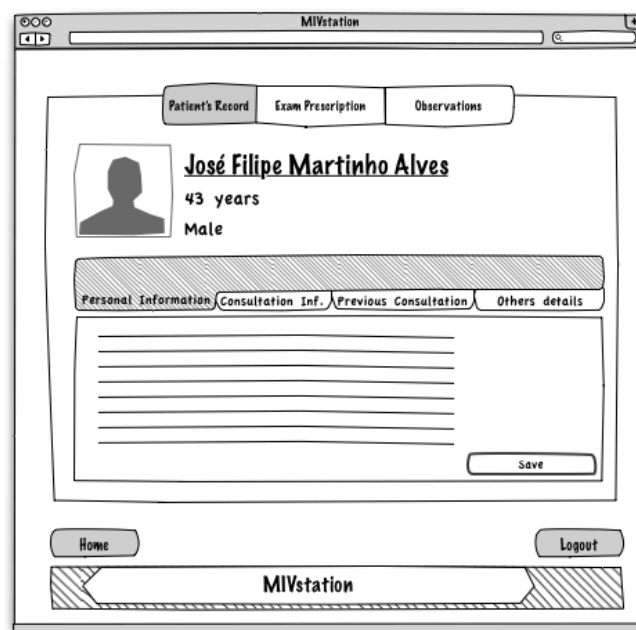 MIVstation
Patient's Record Exam Prescription Observations
José Filipe Martinho Alves
43 years
Male
Personal Information Consultation Inf. Previous Consultation Others details
Save
Home Logout
MIVstation